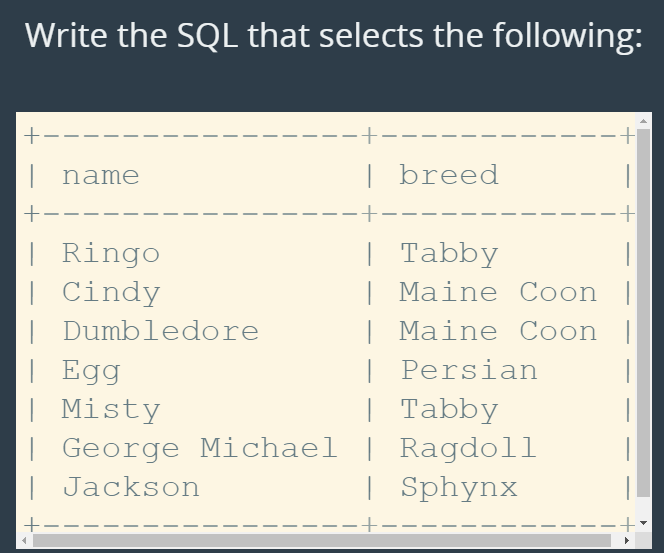 Write the SQL that selects the following:
+----------------+------------+
| name           | breed      |
+----------------+------------+
| Ringo          | Tabby      |
| Cindy          | Maine Coon |
| Dumbledore     | Maine Coon |
| Egg            | Persian    |
| Misty          | Tabby      |
| George Michael | Ragdoll    |
| Jackson        | Sphynx     |
+----------------+------------+